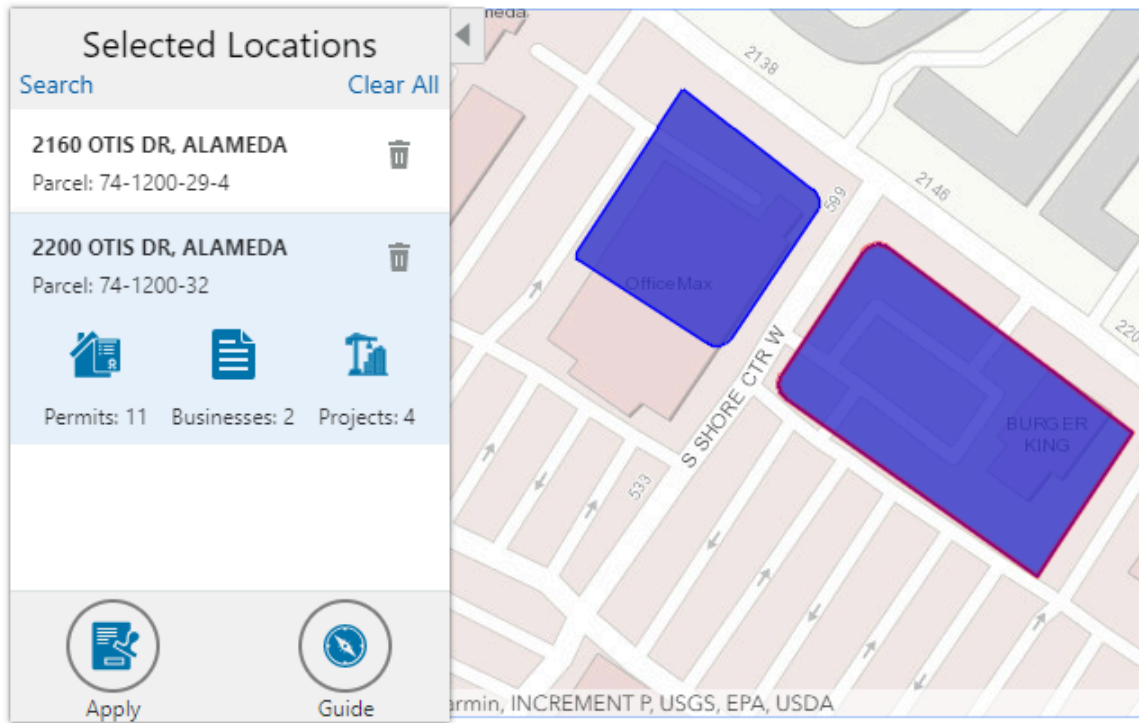 Selected Locations
Search
Clear All
2160 OTIS DR, ALAMEDA
Parcel: 74-1200-29-4
2200 OTIS DR, ALAMEDA
Parcel: 74-1200-32
Permits: 11
Businesses: 2
Projects: 4
Apply
Guide
2138
2146
599
OfficeMax
S SHORE CTR W
BURGER
KING
533
INCREMENT P, USGS, EPA, USDA